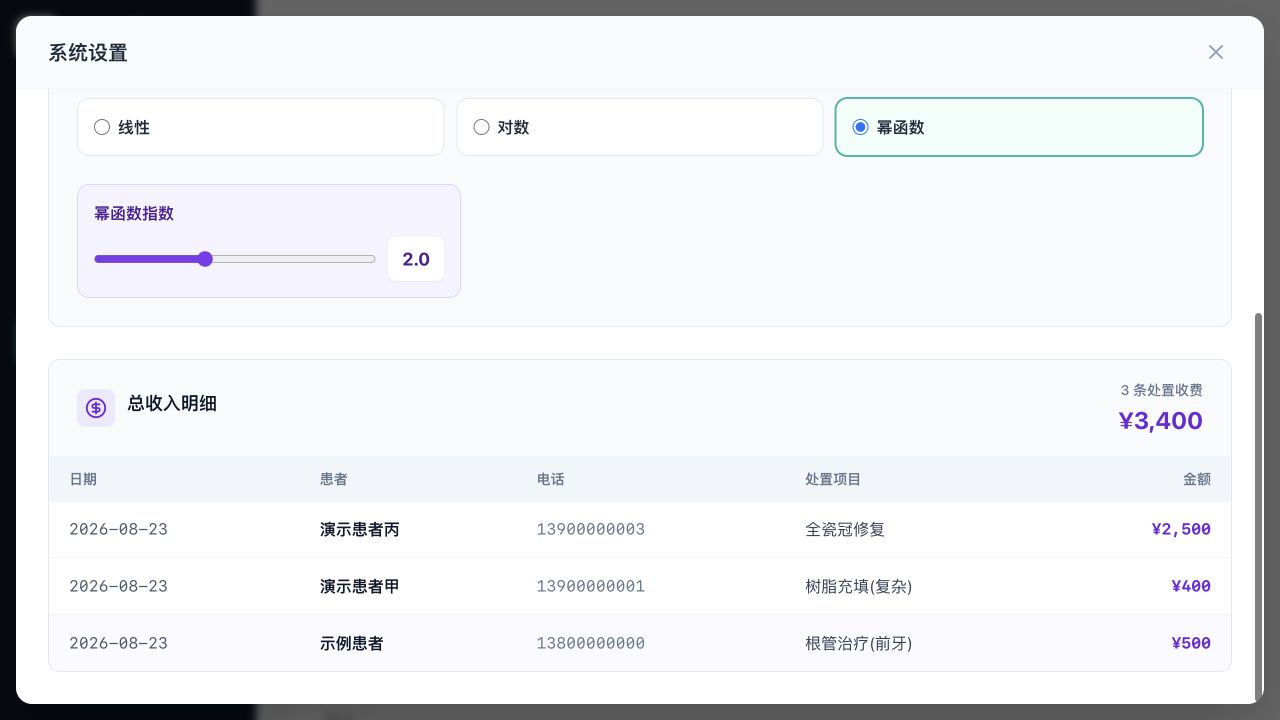 系统设置
线性
对数
幂函数
幂函数指数
2.0
总收入明细
3 条处置收费
¥3,400
日期 患者 电话 处置项目 金额
2026-08-23 演示患者丙 13900000003 全瓷冠修复 ¥2,500
2026-08-23 演示患者甲 13900000001 树脂充填(复杂) ¥400
2026-08-23 示例患者 13800000000 根管治疗(前牙) ¥500